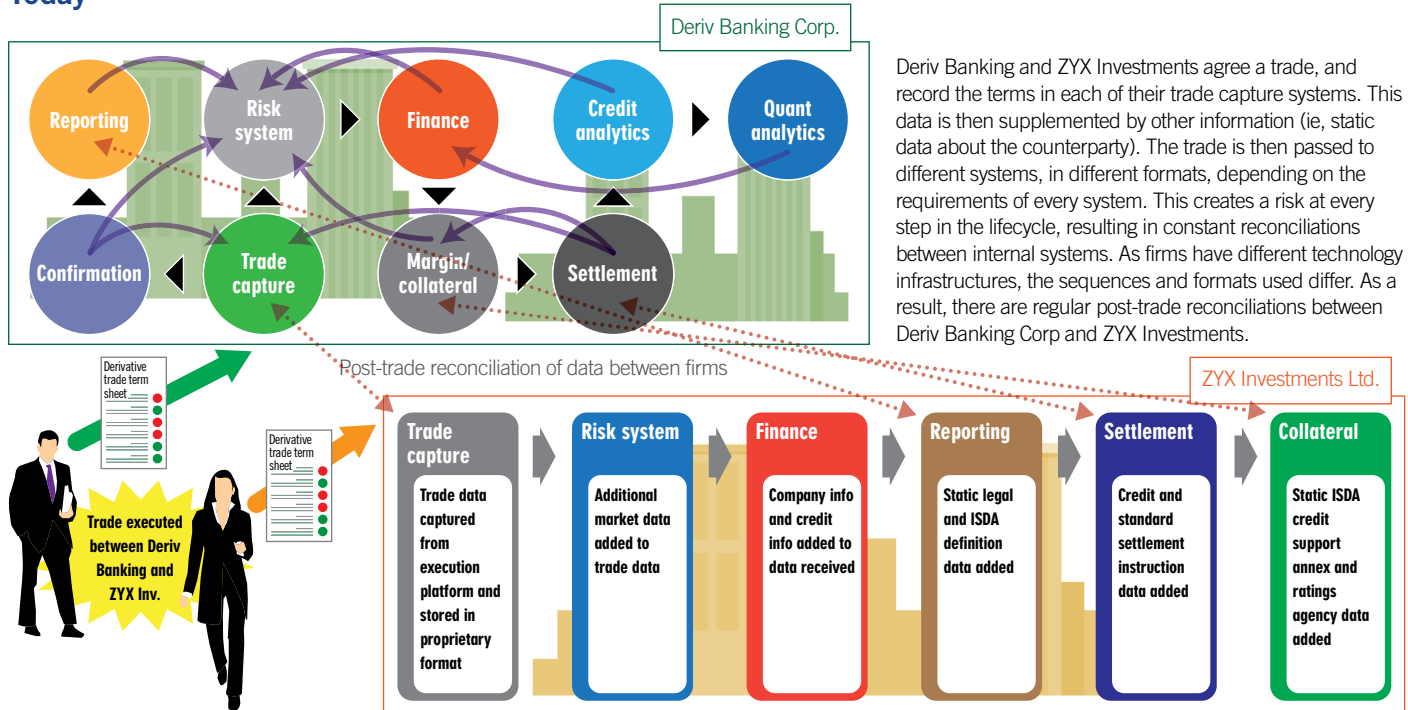 Today
Deriv Banking Corp.
Reporting
Risk
system
Finance
Credit
analytics
Quant
analytics
Confirmation
Trade
capture
Margin/
collateral
Settlement
Deriv Banking and ZYX Investments agree a trade, and
record the terms in each of their trade capture systems. This
data is then supplemented by other information (ie, static
data about the counterparty). The trade is then passed to
different systems, in different formats, depending on the
requirements of every system. This creates a risk at every
step in the lifecycle, resulting in constant reconciliations
between internal systems. As firms have different technology
infrastructures, the sequences and formats used differ. As a
result, there are regular post-trade reconciliations between
Deriv Banking Corp and ZYX Investments.
Post-trade reconciliation of data between firms
ZYX Investments Ltd.
Derivative
trade term
sheet
Derivative
trade term
sheet
Trade executed
between Deriv
Banking and
ZYX Inv.
Trade
capture
Trade data
captured
from
execution
platform and
stored in
proprietary
format
Risk system
Additional
market data
added to
trade data
Finance
Company info
and credit
info added to
data received
Reporting
Static legal
and ISDA
definition
data added
Settlement
Credit and
standard
settlement
instruction
data added
Collateral
Static ISDA
credit
support
annex and
ratings
agency data
added